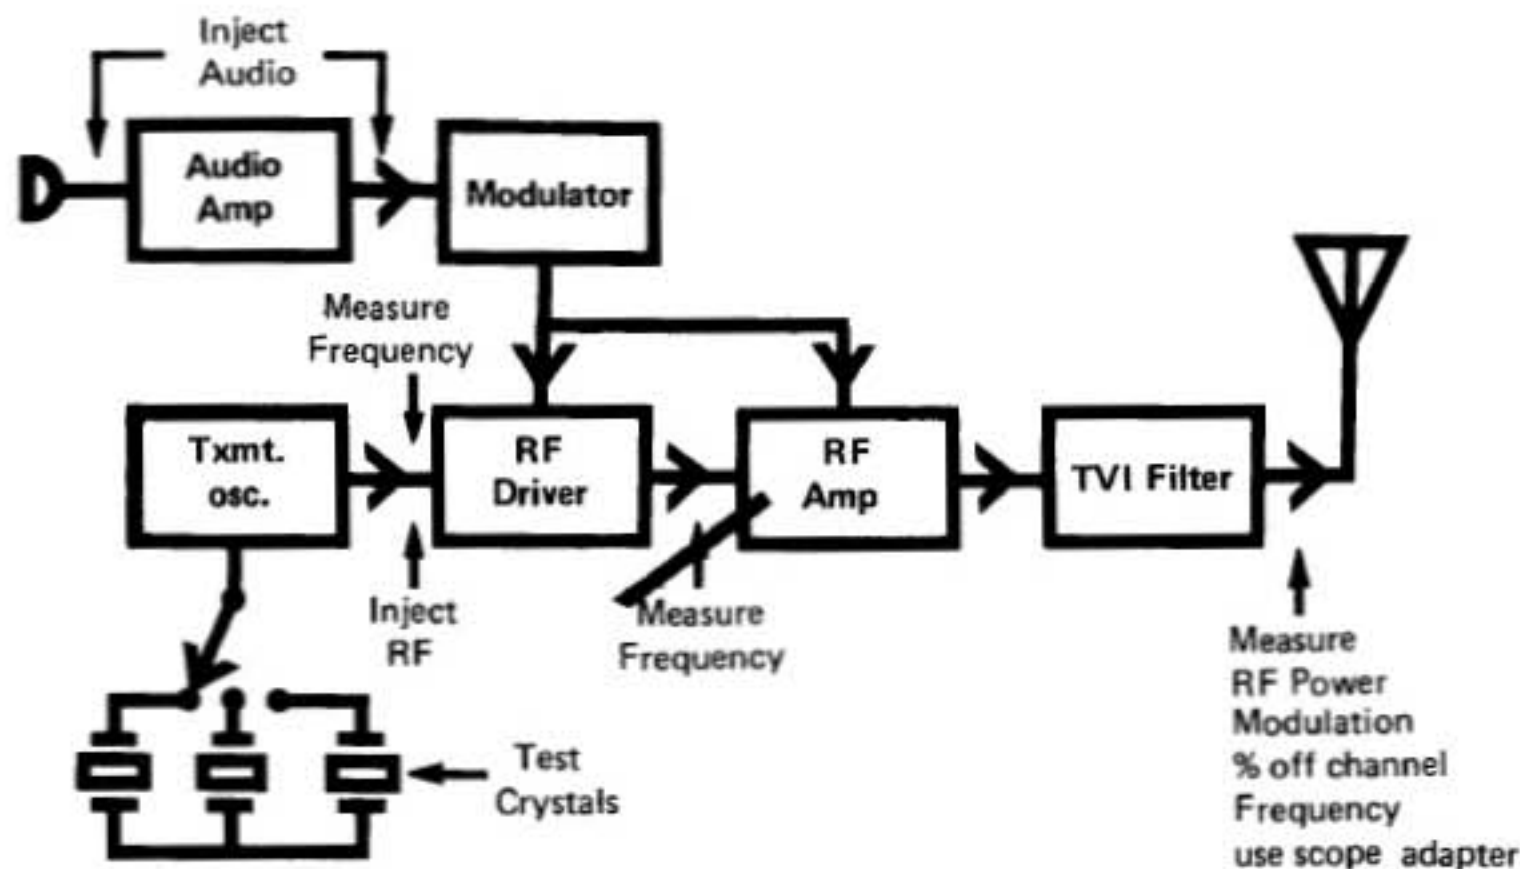 Inject
Audio
Audio
Amp
Modulator
Measure
Frequency
Txmt.
osc.
RF
Driver
RF
Amp
TVI Filter
Inject
RF
Measure
Frequency
Measure
RF Power
Modulation
% off channel
Frequency
use scope adapter
Test
Crystals